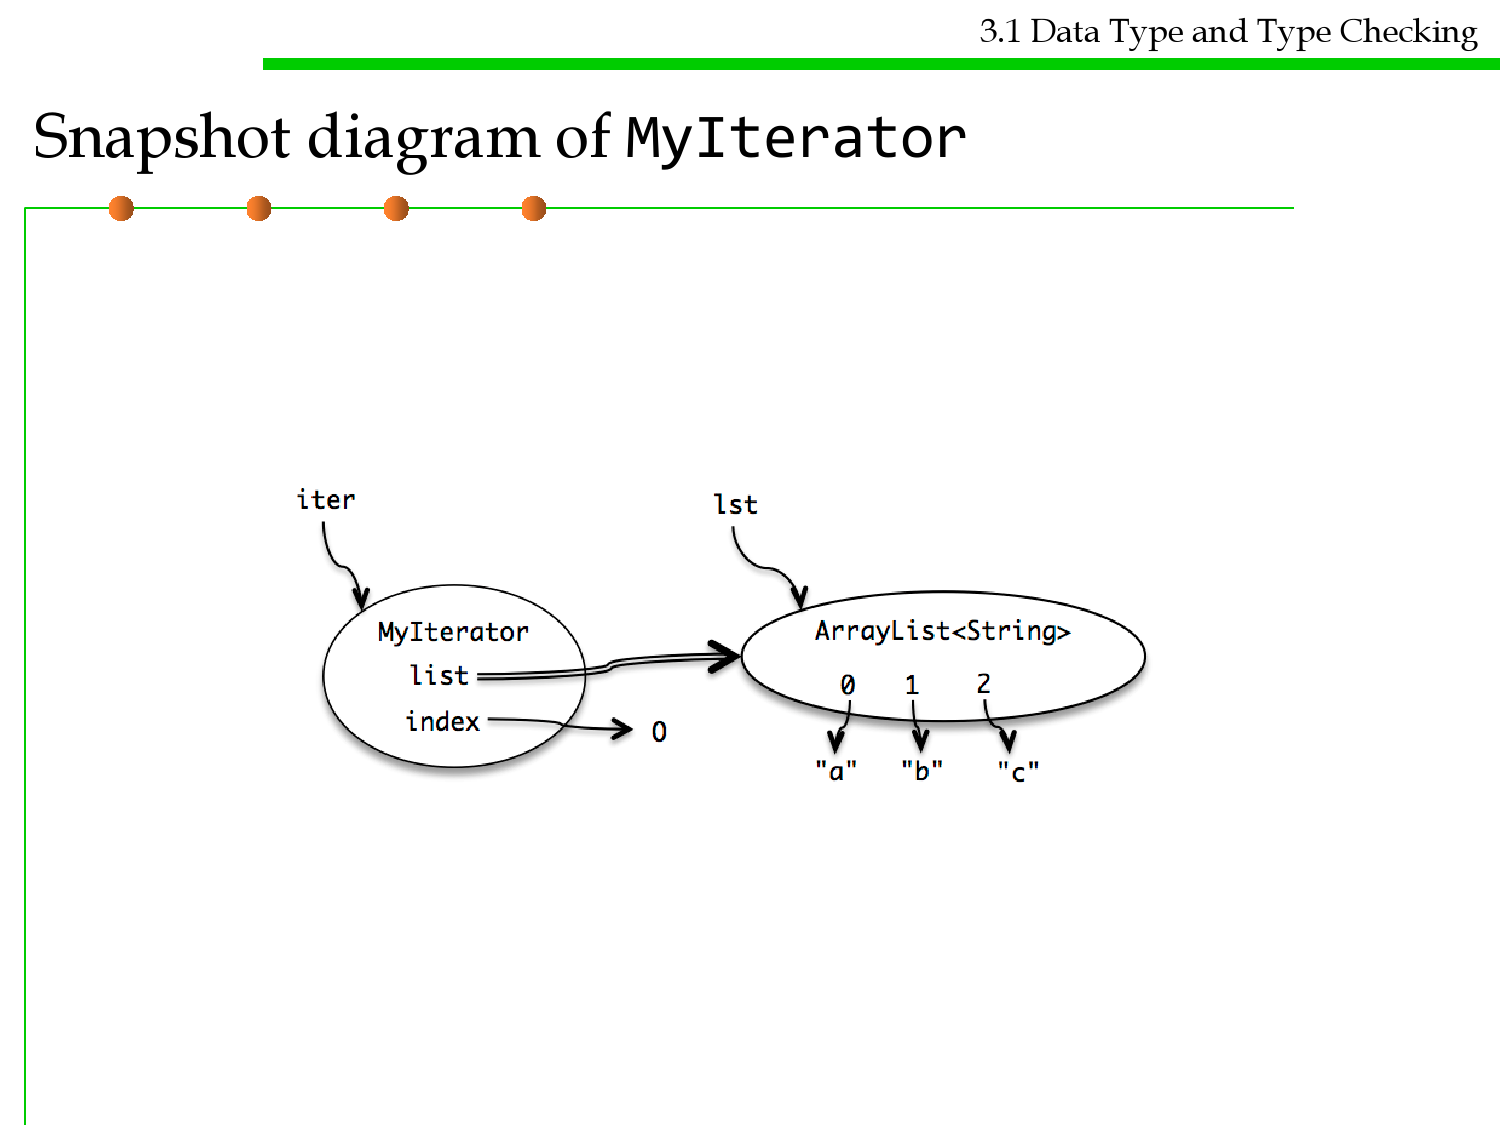 3.1 Data Type and Type Checking
Snapshot diagram of MyIterator
iter
lst
MyIterator
list
index
0
ArrayList<String>
0 1 2
"a" "b" "c"